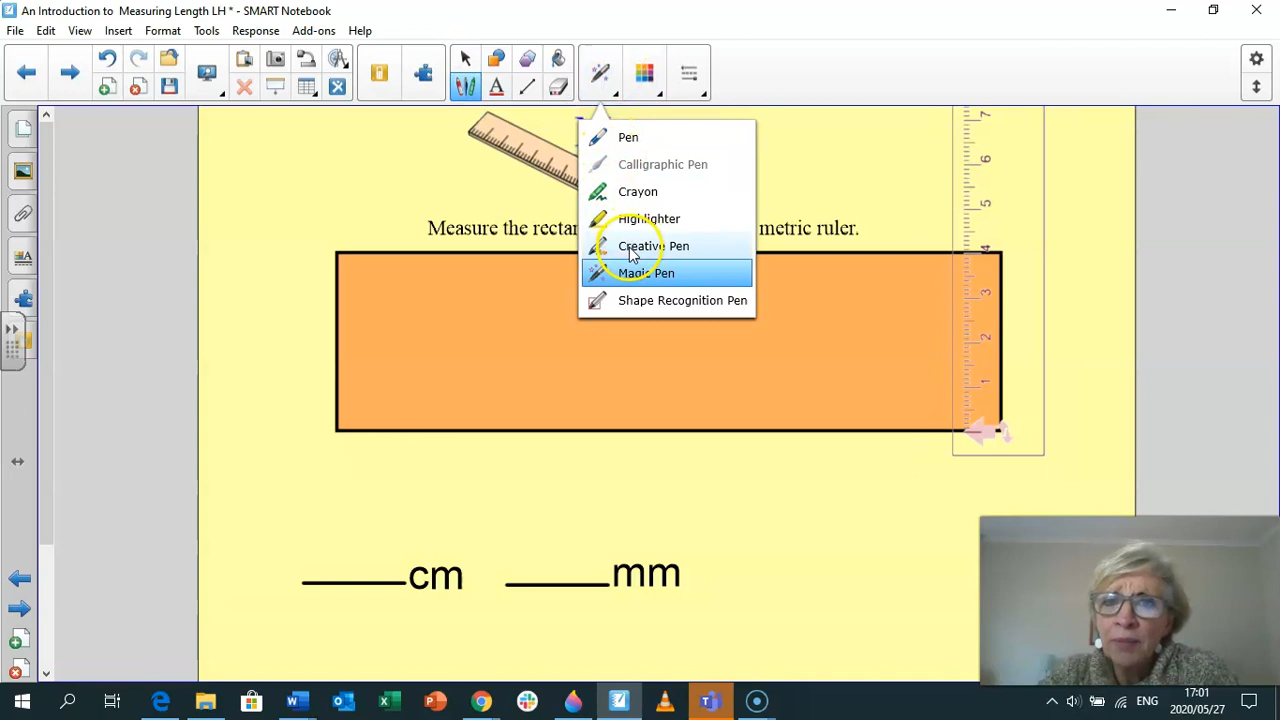 An Introduction to Measuring Length LH * - SMART Notebook
File Edit View Insert Format Tools Response Add-ons Help
Pen
Calligraphic Pen
Crayon
Highlighter
Creative Pen
Magic Pen
Shape Recognition Pen
Measure the rectan metric ruler.
7
6
5
4
3
2
1
cm mm
ENG
17:01
2020/05/27